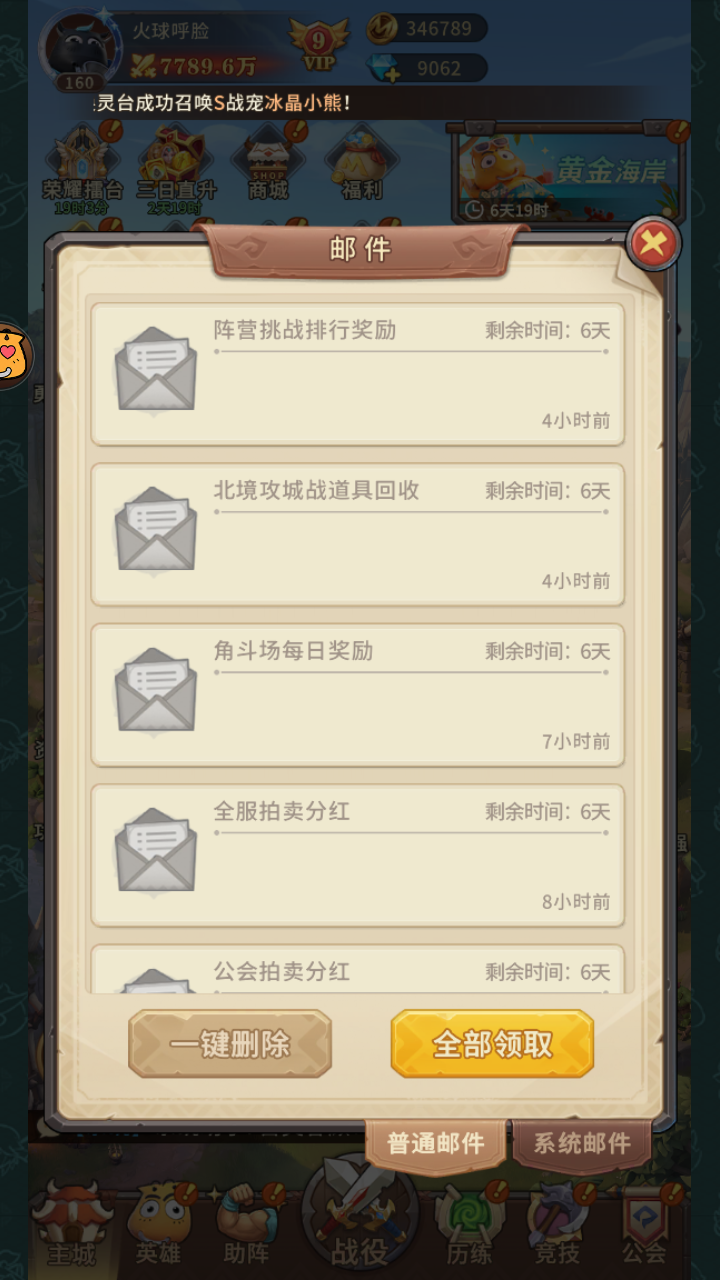 火球呼脸
160
7789.6万
9
VIP
346789
9062
灵台成功召唤S战宠冰晶小熊！
荣耀擂台
19时3分
三日直升
2天19时
SHOP
商城
福利
黄金海岸
6天19时
邮件
阵营挑战排行奖励
剩余时间：6天
4小时前
北境攻城战道具回收
剩余时间：6天
4小时前
角斗场每日奖励
剩余时间：6天
7小时前
全服拍卖分红
剩余时间：6天
8小时前
公会拍卖分红
剩余时间：6天
一键删除
全部领取
普通邮件
系统邮件
主城
英雄
助阵
战役
历练
竞技
公会